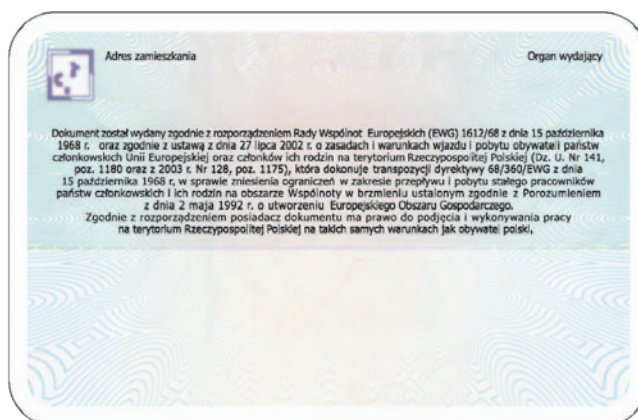 Adres zamieszkania Organ wydający
Dokument został wydany zgodnie z rozporządzeniem Rady Wspólnot Europejskich (EWG) 1612/68 z dnia 15 października
1968 r. oraz zgodnie z ustawą z dnia 27 lipca 2002 r. o zasadach i warunkach wjazdu i pobytu obywateli państw
członkowskich Unii Europejskiej oraz członków ich rodzin na terytorium Rzeczypospolitej Polskiej (Dz. U. Nr 141,
poz. 1180 oraz z 2003 r. Nr 128, poz. 1175), która dokonuje transpozycji dyrektywy 68/360/EWG z dnia
15 października 1968 r, w sprawie zniesienia ograniczeń w zakresie przepływu i pobytu stałego pracowników
państw członkowskich i ich rodzin na obszarze Wspólnoty w brzmieniu ustalonym zgodnie z Porozumieniem
z dnia 2 maja 1992 r. o utworzeniu Europejskiego Obszaru Gospodarczego.
Zgodnie z rozporządzeniem posiadacz dokumentu ma prawo do podjęcia i wykonywania pracy
na terytorium Rzeczypospolitej Polskiej na takich samych warunkach jak obywatel polski.